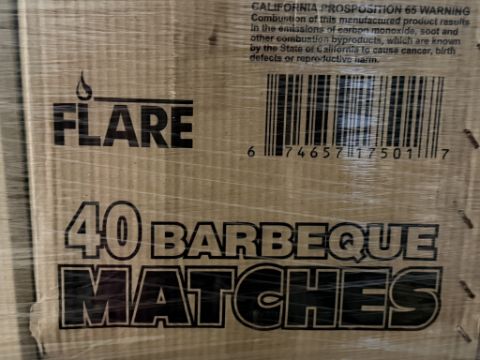 CALIFORNIA PROSPOSITION 65 WARNING
Combustion of this manufactured product results
in the emissions of carbon monoxide, soot and
other combustion byproducts, which are known
by the State of California to cause cancer, birth
defects or reproductive harm.
FLARE
6 74657 17501 7
40 BARBEQUE
MATCHES